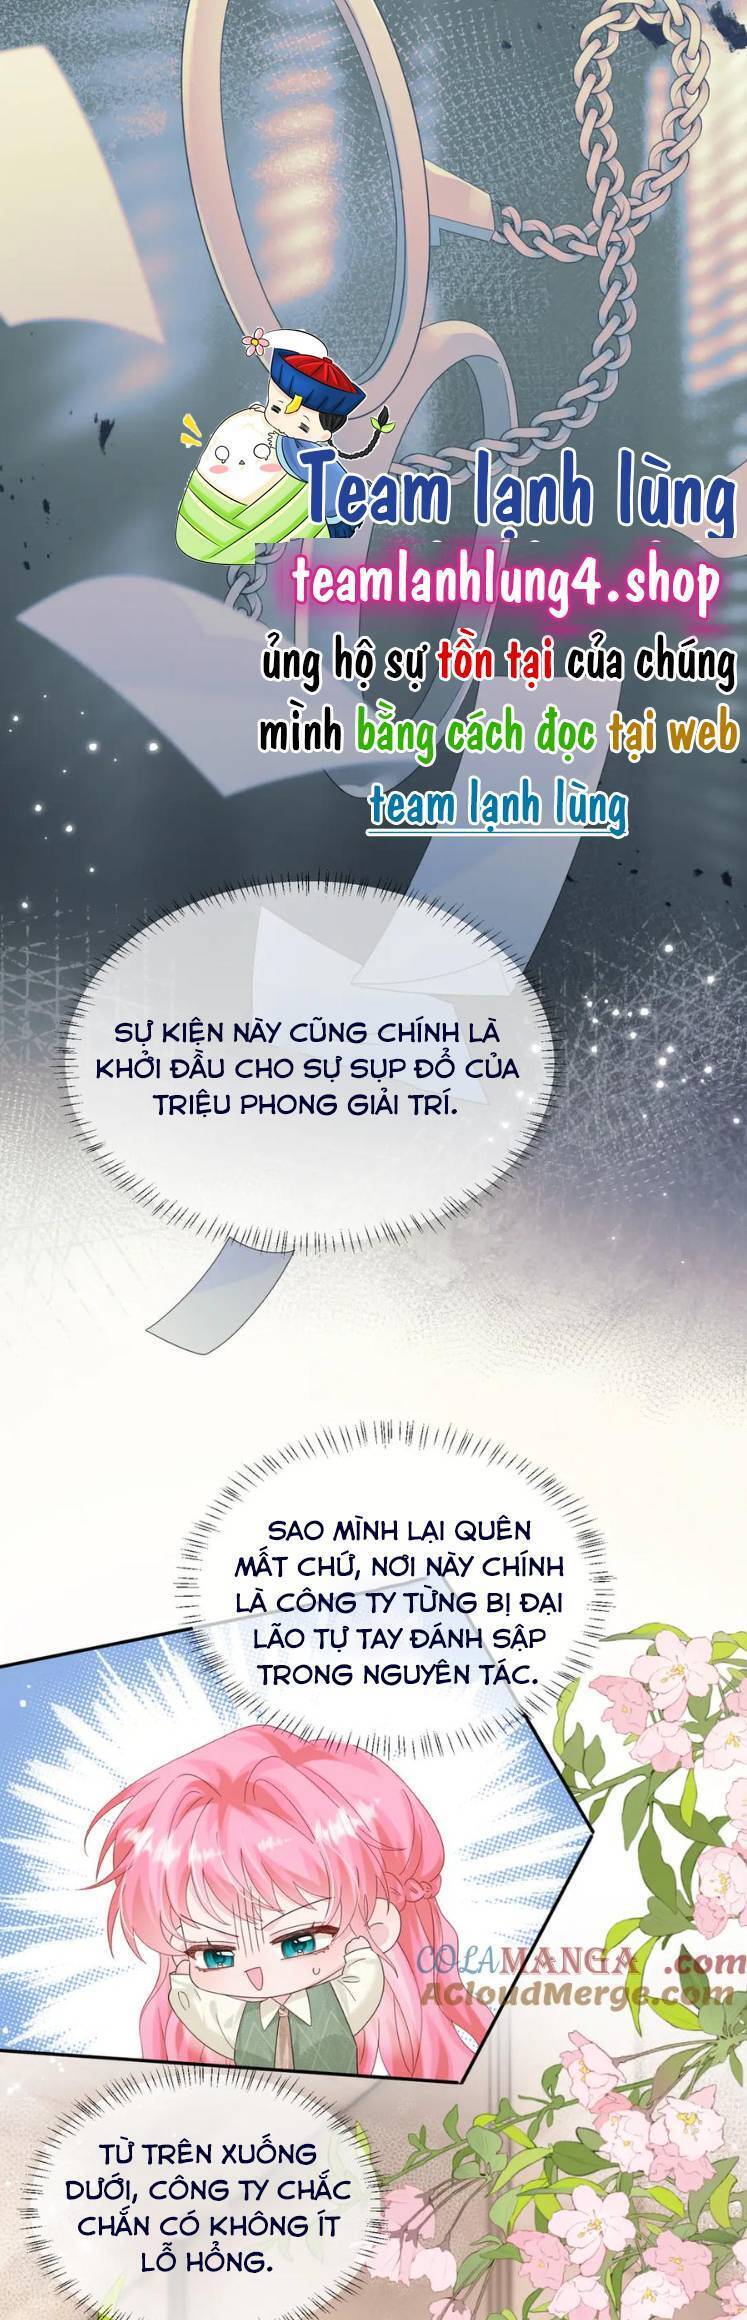 Team lạnh lùng
teamlanhlung4.shop
ủng hộ sự tồn tại của chúng
mình bằng cách đọc tại web
team lạnh lùng
SỰ KIỆN NÀY CŨNG CHÍNH LÀ
KHỞI ĐẦU CHO SỰ SỤP ĐỔ CỦA
TRIỆU PHONG GIẢI TRÍ.
SAO MÌNH LẠI QUÊN
MẤT CHỨ, NƠI NÀY CHÍNH
LÀ CÔNG TY TỪNG BỊ ĐẠI
LÃO TỰ TAY ĐÁNH SẬP
TRONG NGUYÊN TÁC.
COLAMANGA.com
AcloudMerge.com
TỪ TRÊN XUỐNG
DƯỚI, CÔNG TY CHẮC
CHẮN CÓ KHÔNG ÍT
LỖ HỔNG.